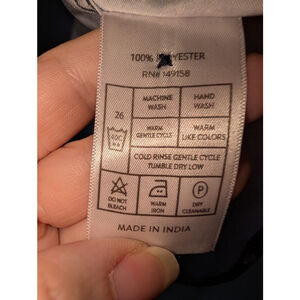 100% POLYESTER
RN# 149158
MACHINE WASH
HAND WASH
26
40C
WARM GENTLE CYCLE
WARM LIKE COLORS
COLD RINSE GENTLE CYCLE
TUMBLE DRY LOW
DO NOT BLEACH
WARM IRON
P
DRY CLEANABLE
MADE IN INDIA